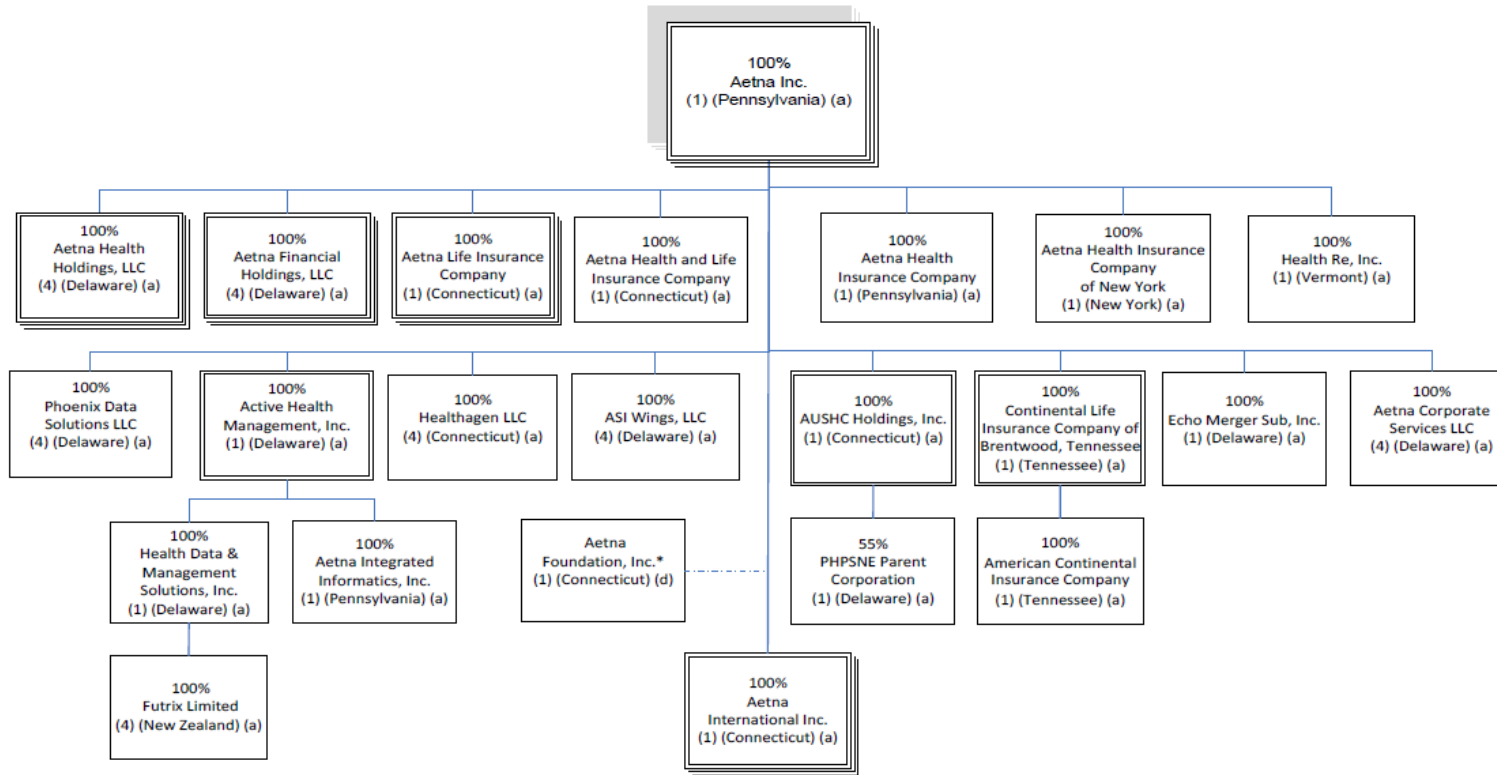 100%
Aetna Inc.
(1) (Pennsylvania) (a)
100%
Aetna Health
Holdings, LLC
(4) (Delaware) (a)
100%
Aetna Financial
Holdings, LLC
(4) (Delaware) (a)
100%
Aetna Life Insurance
Company
(1) (Connecticut) (a)
100%
Aetna Health and Life
Insurance Company
(1) (Connecticut) (a)
100%
Aetna Health
Insurance Company
(1) (Pennsylvania) (a)
100%
Aetna Health Insurance
Company
of New York
(1) (New York) (a)
100%
Health Re, Inc.
(1) (Vermont) (a)
100%
Phoenix Data
Solutions LLC
(4) (Delaware) (a)
100%
Active Health
Management, Inc.
(1) (Delaware) (a)
100%
Healthagen LLC
(4) (Connecticut) (a)
100%
ASI Wings, LLC
(4) (Delaware) (a)
100%
AUSHC Holdings, Inc.
(1) (Connecticut) (a)
100%
Continental Life
Insurance Company of
Brentwood, Tennessee
(1) (Tennessee) (a)
100%
Echo Merger Sub, Inc.
(1) (Delaware) (a)
100%
Aetna Corporate
Services LLC
(4) (Delaware) (a)
100%
Health Data &
Management
Solutions, Inc.
(1) (Delaware) (a)
100%
Aetna Integrated
Informatics, Inc.
(1) (Pennsylvania) (a)
Aetna
Foundation, Inc.*
(1) (Connecticut) (d)
55%
PHPSNE Parent
Corporation
(1) (Delaware) (a)
100%
American Continental
Insurance Company
(1) (Tennessee) (a)
100%
Futrix Limited
(4) (New Zealand) (a)
100%
Aetna
International Inc.
(1) (Connecticut) (a)